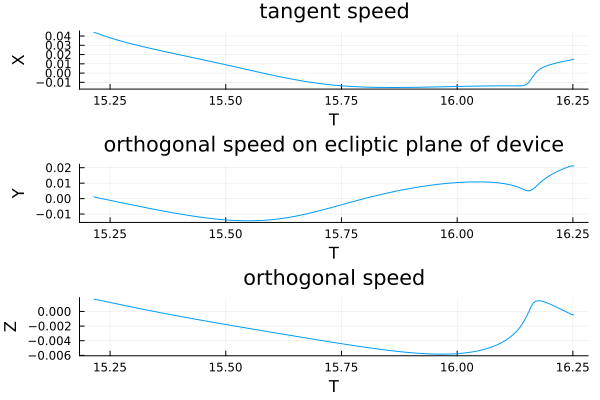 tangent speed
0.04
0.03
0.02
0.01
0.00
−0.01
X
15.25 15.50 15.75 16.00 16.25
T
orthogonal speed on ecliptic plane of device
0.02
0.01
0.00
−0.01
Y
15.25 15.50 15.75 16.00 16.25
T
orthogonal speed
0.000
−0.002
−0.004
−0.006
Z
15.25 15.50 15.75 16.00 16.25
T